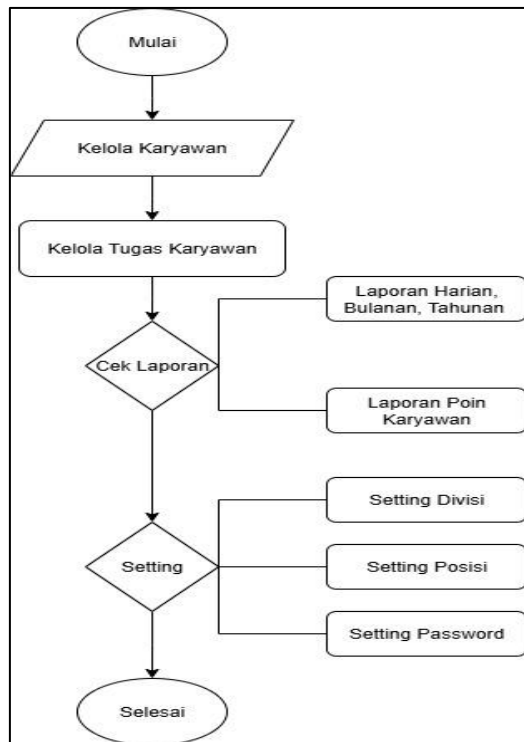 Mulai
Kelola Karyawan
Kelola Tugas Karyawan
Laporan Harian,
Bulanan, Tahunan
Cek Laporan
Laporan Poin
Karyawan
Setting Divisi
Setting
Setting Posisi
Setting Password
Selesai